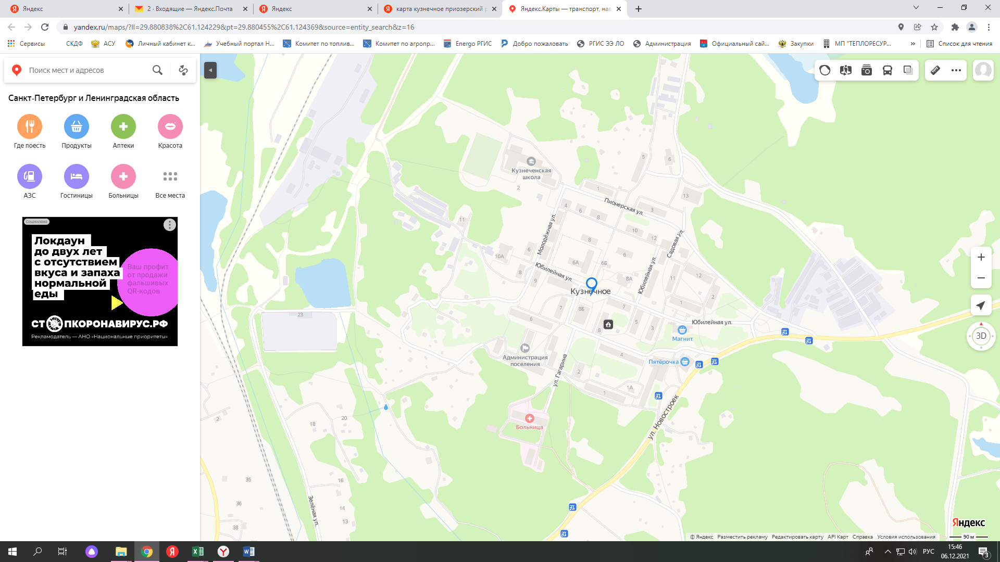 Яндекс
2 · Входящие — Яндекс.Почта
Яндекс
карта кузнечное приозерский р
Яндекс.Карты — транспорт, нав
yandex.ru/maps/?ll=29.880838%2C61.124229&pt=29.880455%2C61.124369&source=entity_search&z=16
Сервисы
СКДФ
АСУ
Личный кабинет к...
Учебный портал Н...
Комитет по топлив...
Комитет по агропр...
Energo РГИС
Добро пожаловать
РГИС ЭЭ ЛО
Администрация
Официальный сай...
Закупки
МП "ТЕПЛОРЕСУР...
»
Список для чтения
Поиск мест и адресов
Санкт-Петербург и Ленинградская область
Где поесть
Продукты
Аптеки
Красота
АЗС
Гостиницы
Больницы
Все места
Соцреклама
Локдаун
до двух лет
с отсутствием
вкуса и запаха
нормальной
еды
Ваш профит
от продажи
фальшивых
QR-кодов
СТОПКОРОНАВИРУС.РФ
Рекламодатель — АНО «Национальные приоритеты»
Кузнеченская
школа
2
5
6
1
13
Пионерская ул.
3
4
6
8
10
12
11
Молодёжная ул.
Садовая ул.
8
6
10А
6А
6Б
6
8
9
Юбилейная ул.
8А
Юбилейная ул.
11
12
Кузнечное
1
2
23
7
8Б
7
6
8
5
3
Юбилейная ул.
Магнит
Администрация
поселения
4
Пятёрочка
ул. Гагарина
2
1
1А
ул. Новостроек
Больница
2
20
18
35
16
36
14
13
38
Зелёная ул.
+
−
3D
Яндекс
© Яндекс
Разместить рекламу
Редактировать карту
API Карт
Справка
Условия использования
90 м
РУС
15:46
06.12.2021
3